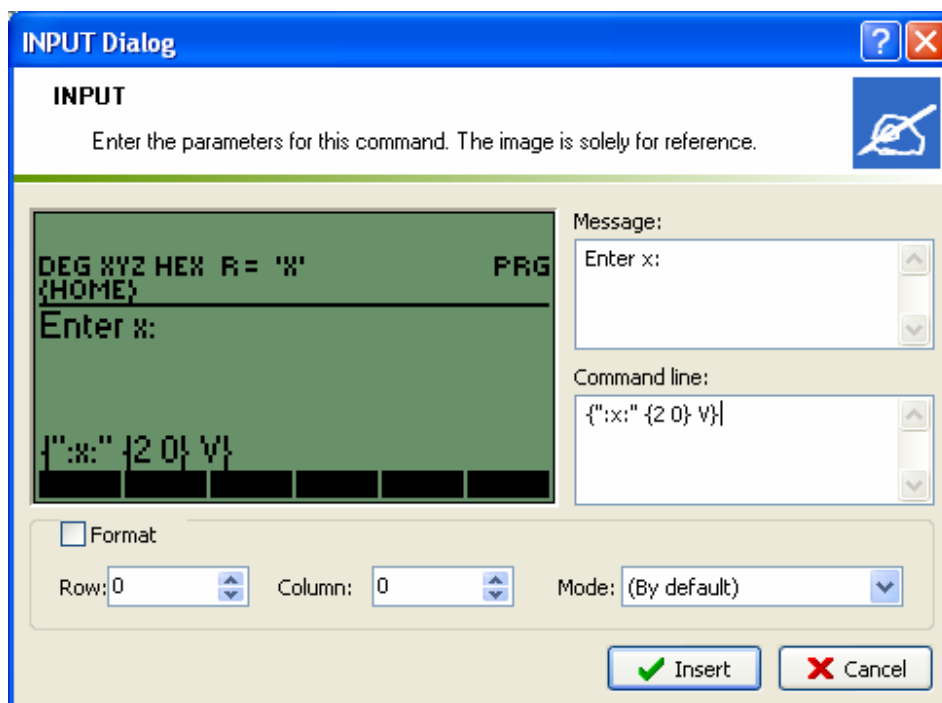 INPUT Dialog
INPUT
Enter the parameters for this command. The image is solely for reference.
DEG XYZ HEX R= 'X' PRG
{HOME}
Enter x:
{":x:" {2 0} V}
Message:
Enter x:
Command line:
{":x:" {2 0} V}
Format
Row: 0 Column: 0 Mode: (By default)
Insert Cancel